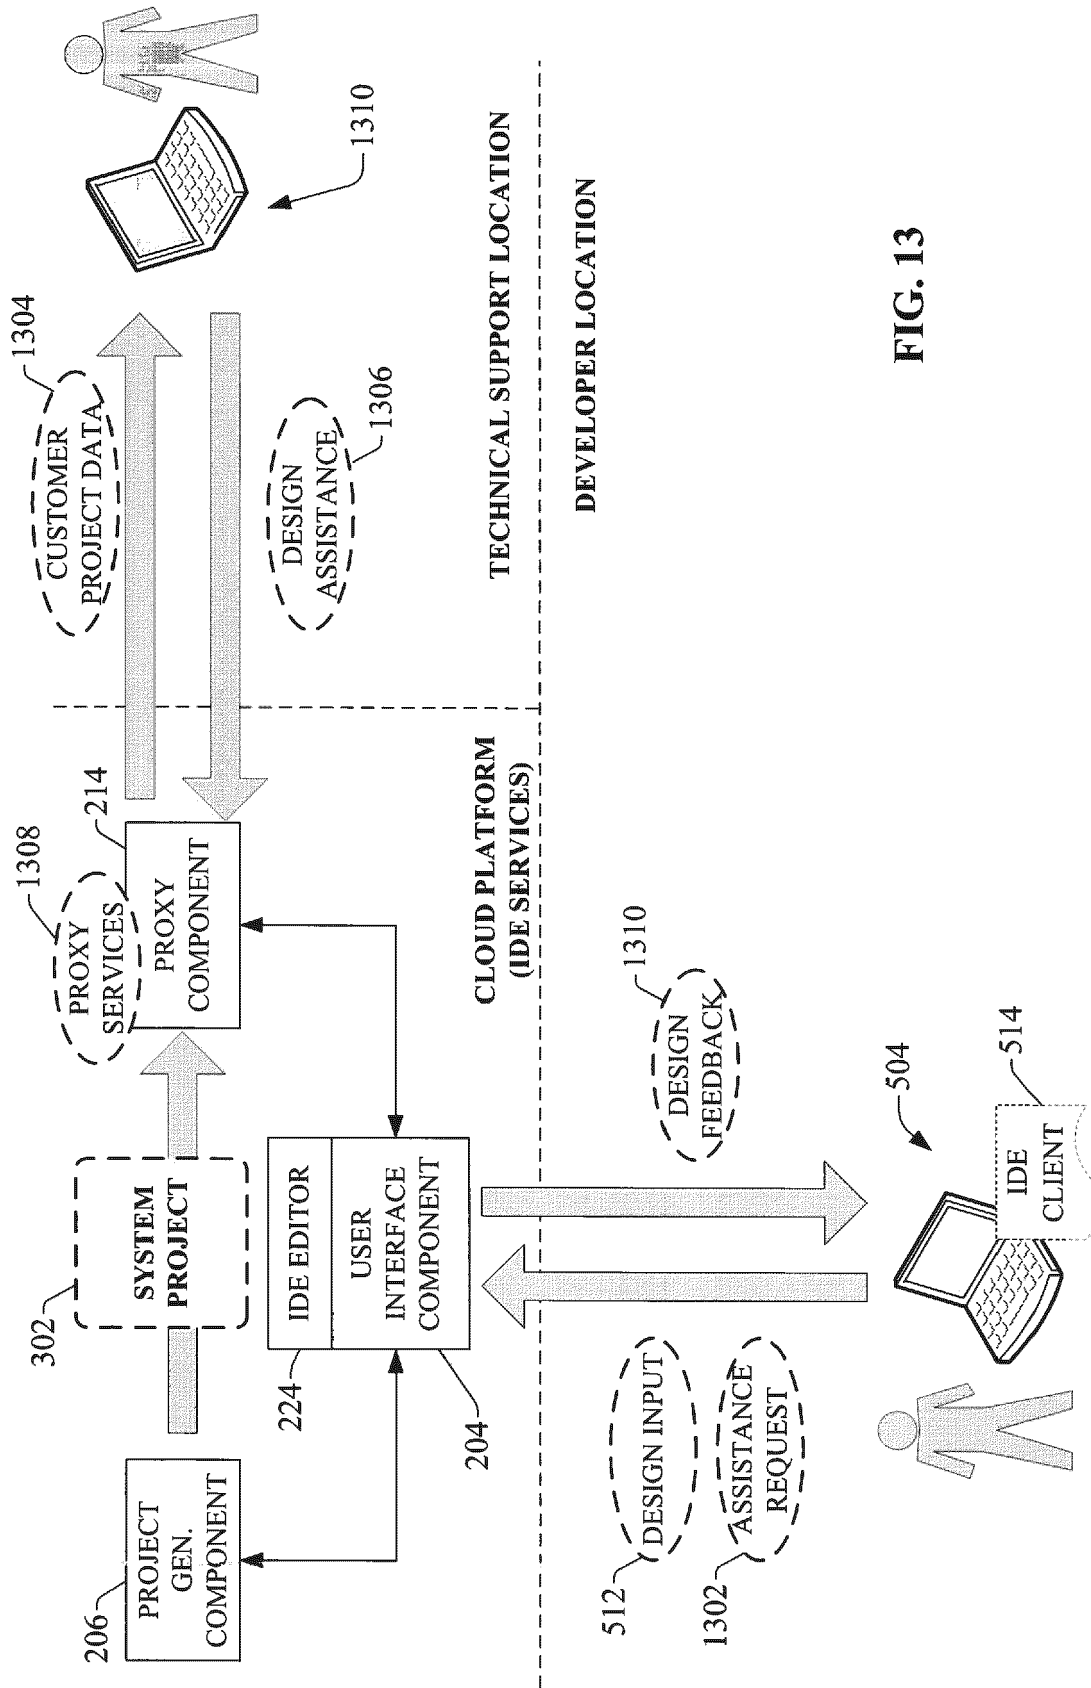 206
PROJECT
GEN.
COMPONENT
302
SYSTEM
PROJECT
224
IDE EDITOR
USER
INTERFACE
COMPONENT
204
1308
PROXY
SERVICES
214
PROXY
COMPONENT
CLOUD PLATFORM
(IDE SERVICES)
1304
CUSTOMER
PROJECT DATA
DESIGN
ASSISTANCE
1306
1310
TECHNICAL SUPPORT LOCATION
DEVELOPER LOCATION
512
DESIGN INPUT
1302
ASSISTANCE
REQUEST
1310
DESIGN
FEEDBACK
504
514
IDE
CLIENT
FIG. 13